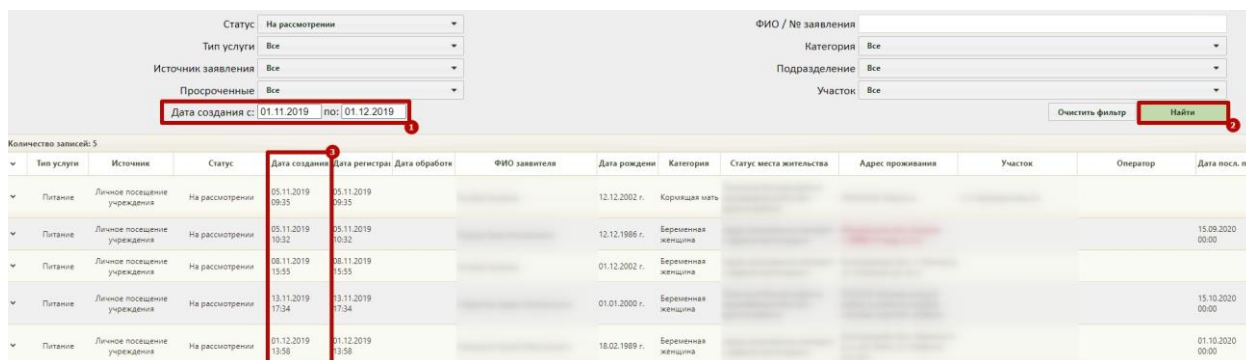 Статус На рассмотрении ФИО / № заявления
Тип услуги Все Категория Все
Источник заявления Все Подразделение Все
Просроченные Все Участок Все
Дата создания с: 01.11.2019 по: 01.12.2019 Очистить фильтр Найти
1 2
Количество записей: 5
3
Тип услуги Источник Статус Дата создания Дата регистрац Дата обработк ФИО заявителя Дата рождени Категория Статус места жительства Адрес проживания Участок Оператор Дата посл. п
Личное посещение 05.11.2019 05.11.2019
Питание учреждения На рассмотрении 09:35 09:35 12.12.2002 г. Кормящая мать
Личное посещение 05.11.2019 05.11.2019 Беременная 15.09.2020
Питание учреждения На рассмотрении 10:32 10:32 12.12.1986 г. женщина 00:00
Личное посещение 08.11.2019 08.11.2019 Беременная
Питание учреждения На рассмотрении 15:55 15:55 01.12.2002 г. женщина
Личное посещение 13.11.2019 13.11.2019 Беременная 15.10.2020
Питание учреждения На рассмотрении 17:34 17:34 01.01.2000 г. женщина 00:00
Личное посещение 01.12.2019 01.12.2019 Беременная 01.10.2020
Питание учреждения На рассмотрении 13:58 13:58 18.02.1989 г. женщина 00:00